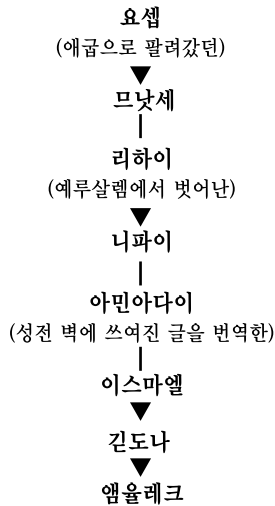 요셉
(애굽으로 팔려갔던)
므낫세
리하이
(예루살렘에서 벗어난)
니파이
아민아다이
(성전 벽에 쓰여진 글을 번역한)
이스마엘
긷도나
앰율레크